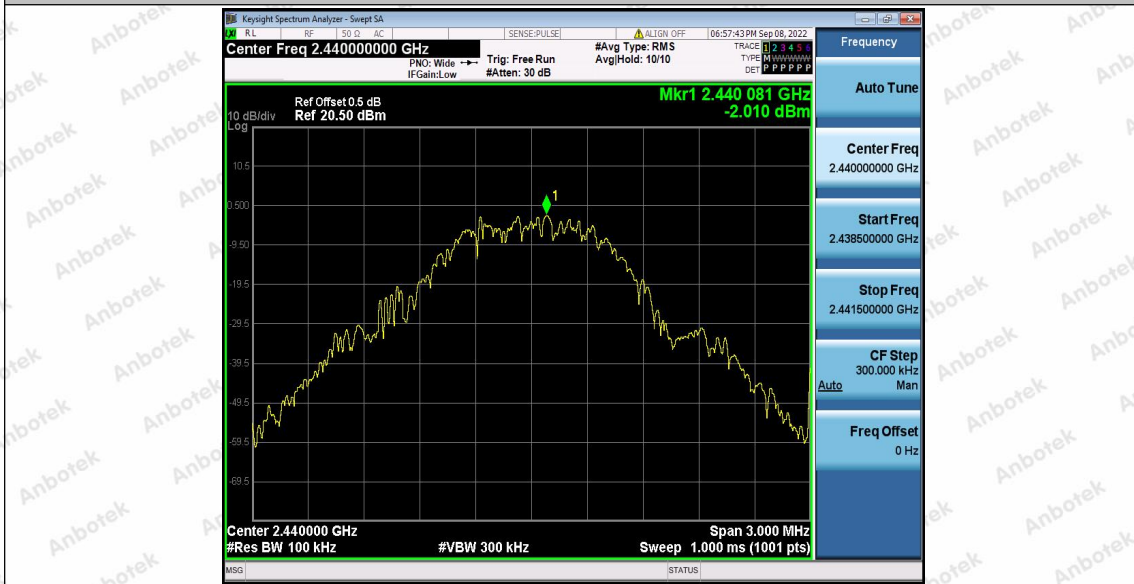 Keysight Spectrum Analyzer - Swept SA
LXI RL RF 50 Ω AC SENSE:PULSE ALIGN OFF 06:57:43 PM Sep 08, 2022
Center Freq 2.440000000 GHz
PNO: Wide
IFGain:Low
Trig: Free Run
#Atten: 30 dB
#Avg Type: RMS
Avg|Hold: 10/10
TRACE 1 2 3 4 5 6
TYPE M W W W W W
DET P P P P P P
Mkr1 2.440 081 GHz
-2.010 dBm
Ref Offset 0.5 dB
10 dB/div Ref 20.50 dBm
Log
1
10.5
0.500
-9.50
-19.5
-29.5
-39.5
-49.5
-59.5
-69.5
Center 2.440000 GHz Span 3.000 MHz
#Res BW 100 kHz #VBW 300 kHz Sweep 1.000 ms (1001 pts)
MSG STATUS
Frequency
Auto Tune
Center Freq
2.440000000 GHz
Start Freq
2.438500000 GHz
Stop Freq
2.441500000 GHz
CF Step
300.000 kHz
Auto Man
Freq Offset
0 Hz
Anbotek